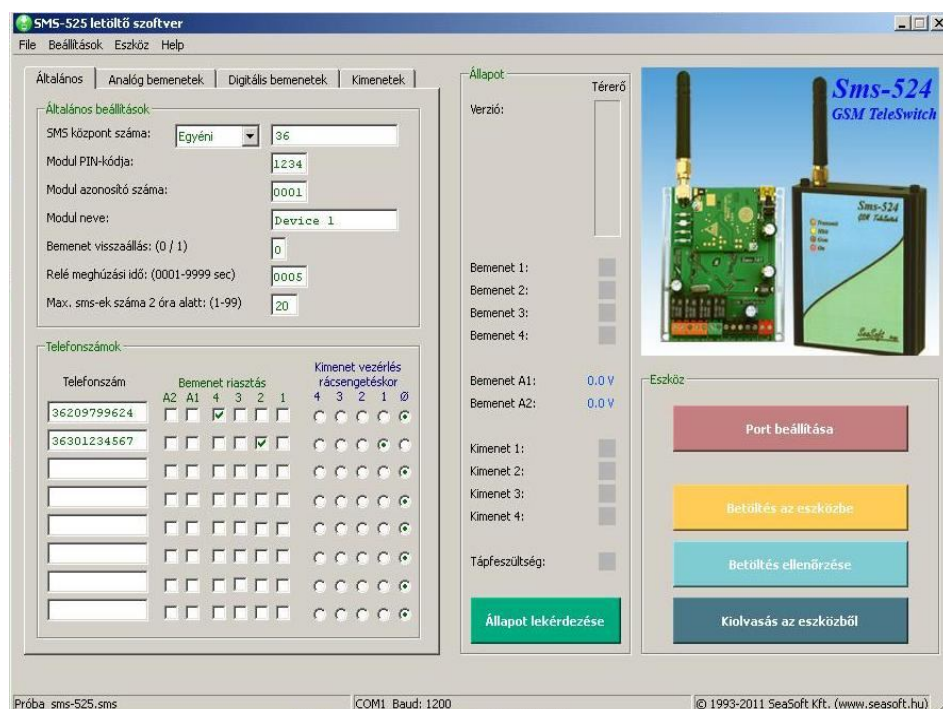 SMS-525 letöltő szoftver
File Beállítások Eszköz Help
Általános Analóg bemenetek Digitális bemenetek Kimenetek
Általános beállítások
SMS központ száma: Egyéni 36
Modul PIN-kódja: 1234
Modul azonosító száma: 0001
Modul neve: Device 1
Bemenet visszaállás: (0 / 1) 0
Relé meghúzási idő: (0001-9999 sec) 0005
Max. sms-ek száma 2 óra alatt: (1-99) 20
Telefonszámok
Telefonszám
Bemenet riasztás
A2 A1 4 3 2 1
Kimenet vezérlés
rácsengetéskor
4 3 2 1 Ø
36209799624
36301234567
Állapot
Térerő
Verzió:
Bemenet 1:
Bemenet 2:
Bemenet 3:
Bemenet 4:
Bemenet A1: 0.0 V
Bemenet A2: 0.0 V
Kimenet 1:
Kimenet 2:
Kimenet 3:
Kimenet 4:
Tápfeszültség:
Állapot lekérdezése
Sms-524
GSM TeleSwitch
Sms-524
GSM TeleSwitch
SeaSoft
Eszköz
Port beállítása
Betöltés az eszközbe
Betöltés ellenőrzése
Kiolvasás az eszközből
Próba sms-525.sms
COM1 Baud: 1200
© 1993-2011 SeaSoft Kft. (www.seasoft.hu)